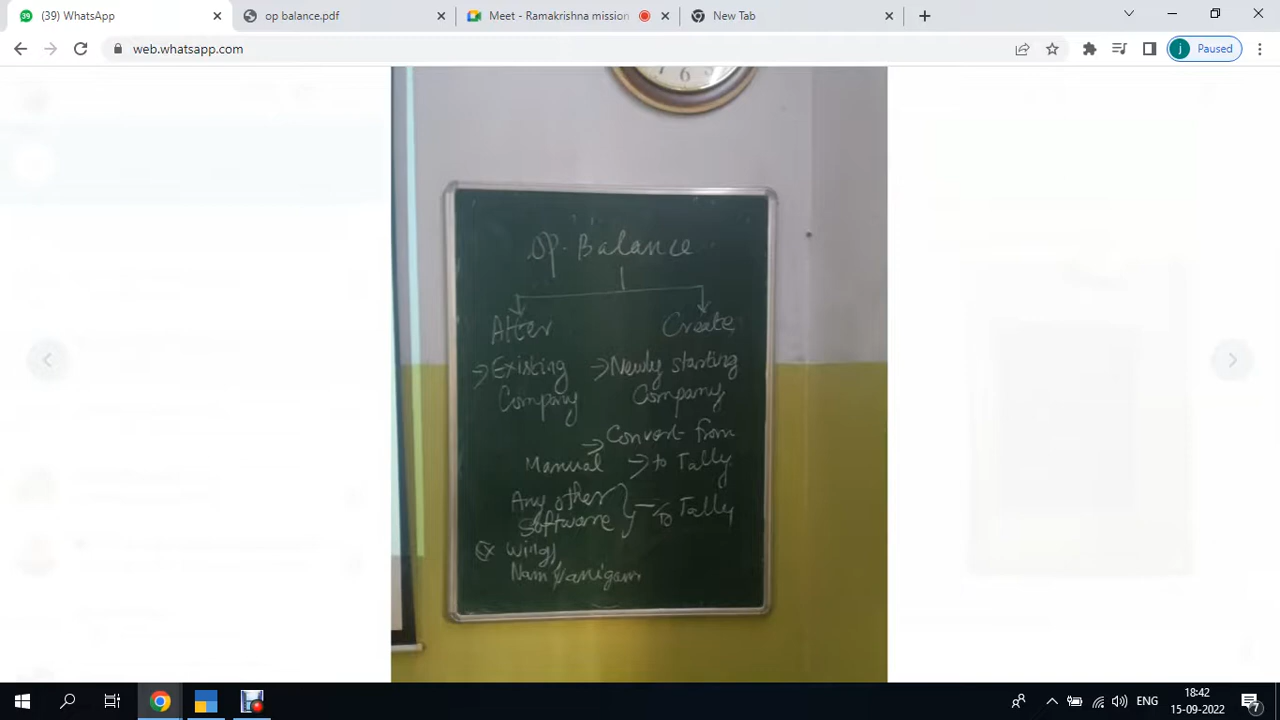 (39) WhatsApp
op balance.pdf
Meet - Ramakrishna mission
New Tab
web.whatsapp.com
j
Paused
6
Op. Balance
Alter
Create
→ Existing
Company
→ Newly starting
Company
→ Convert from
Manual → to Tally
Any other
Software } — To Tally
Ex Wings
Nam Vanigam
ENG
18:42
15-09-2022
7